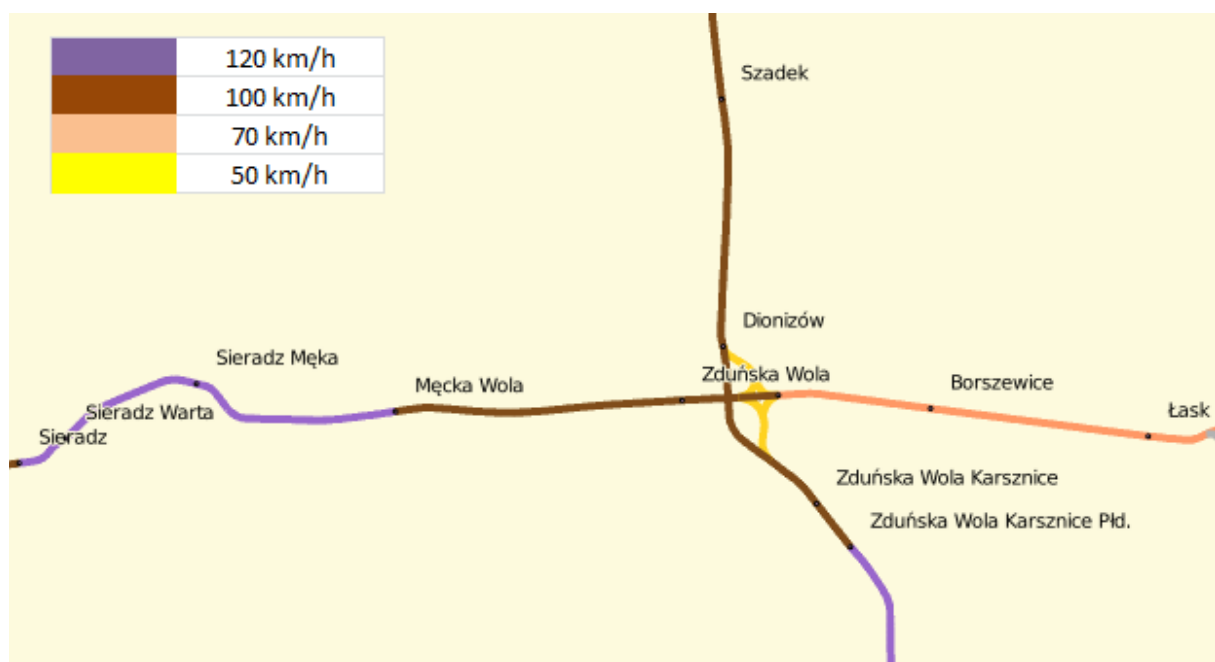 120 km/h
100 km/h
70 km/h
50 km/h
Szadek
Dionizów
Sieradz Męka
Zduńska Wola
Męcka Wola
Borszewice
Sieradz Warta
Łask
Sieradz
Zduńska Wola Karsznice
Zduńska Wola Karsznice Płd.